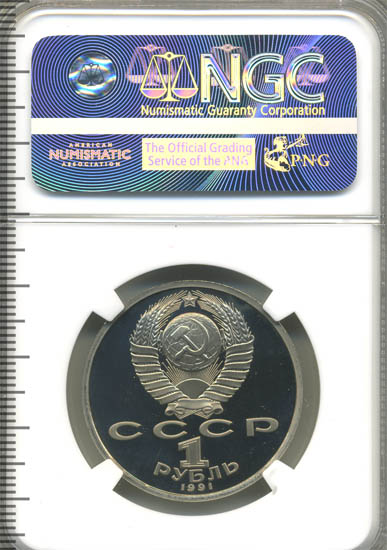 NGC
Numismatic Guaranty Corporation
AMERICAN
NUMISMATIC
ASSOCIATION
The Official Grading
Service of the PNG
PNG
СССР
1
РУБЛЬ
1991